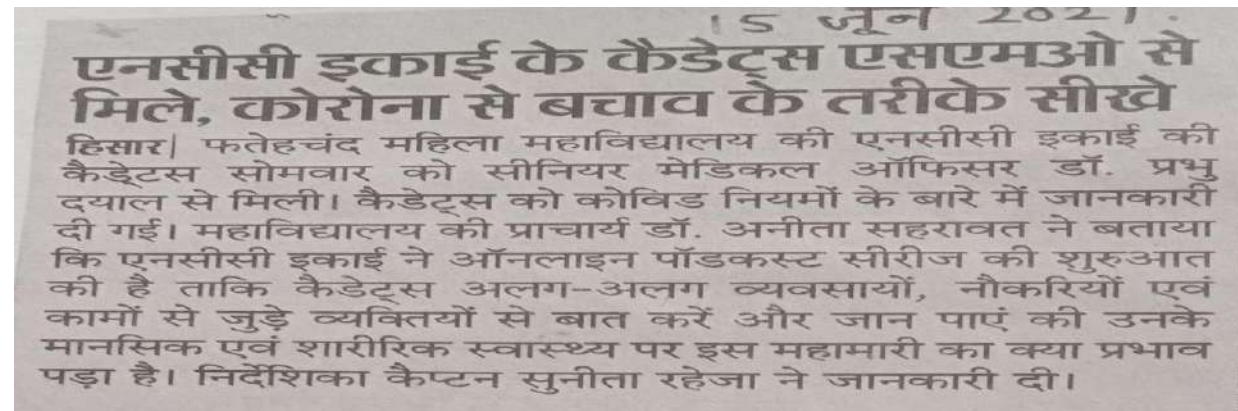 15 जून 2021.
एनसीसी इकाई के कैडेट्स एसएमओ से
मिले, कोरोना से बचाव के तरीके सीखे
हिसार| फतेहचंद महिला महाविद्यालय की एनसीसी इकाई की
कैड्टेस सोमवार को सीनियर मेडिकल ऑफिसर डॉ. प्रभु
दयाल से मिली। कैडेट्स को कोविड नियमों के बारे में जानकारी
दी गई। महाविद्यालय की प्राचार्य डॉ. अनीता सहरावत ने बताया
कि एनसीसी इकाई ने ऑनलाइन पॉडकस्ट सीरीज की शुरुआत
की है ताकि कैडेट्स अलग-अलग व्यवसायों, नौकरियों एवं
कामों से जुड़े व्यक्तियों से बात करें और जान पाएं की उनके
मानसिक एवं शारीरिक स्वास्थ्य पर इस महामारी का क्या प्रभाव
पड़ा है। निर्देशिका कैप्टन सुनीता रहेजा ने जानकारी दी।